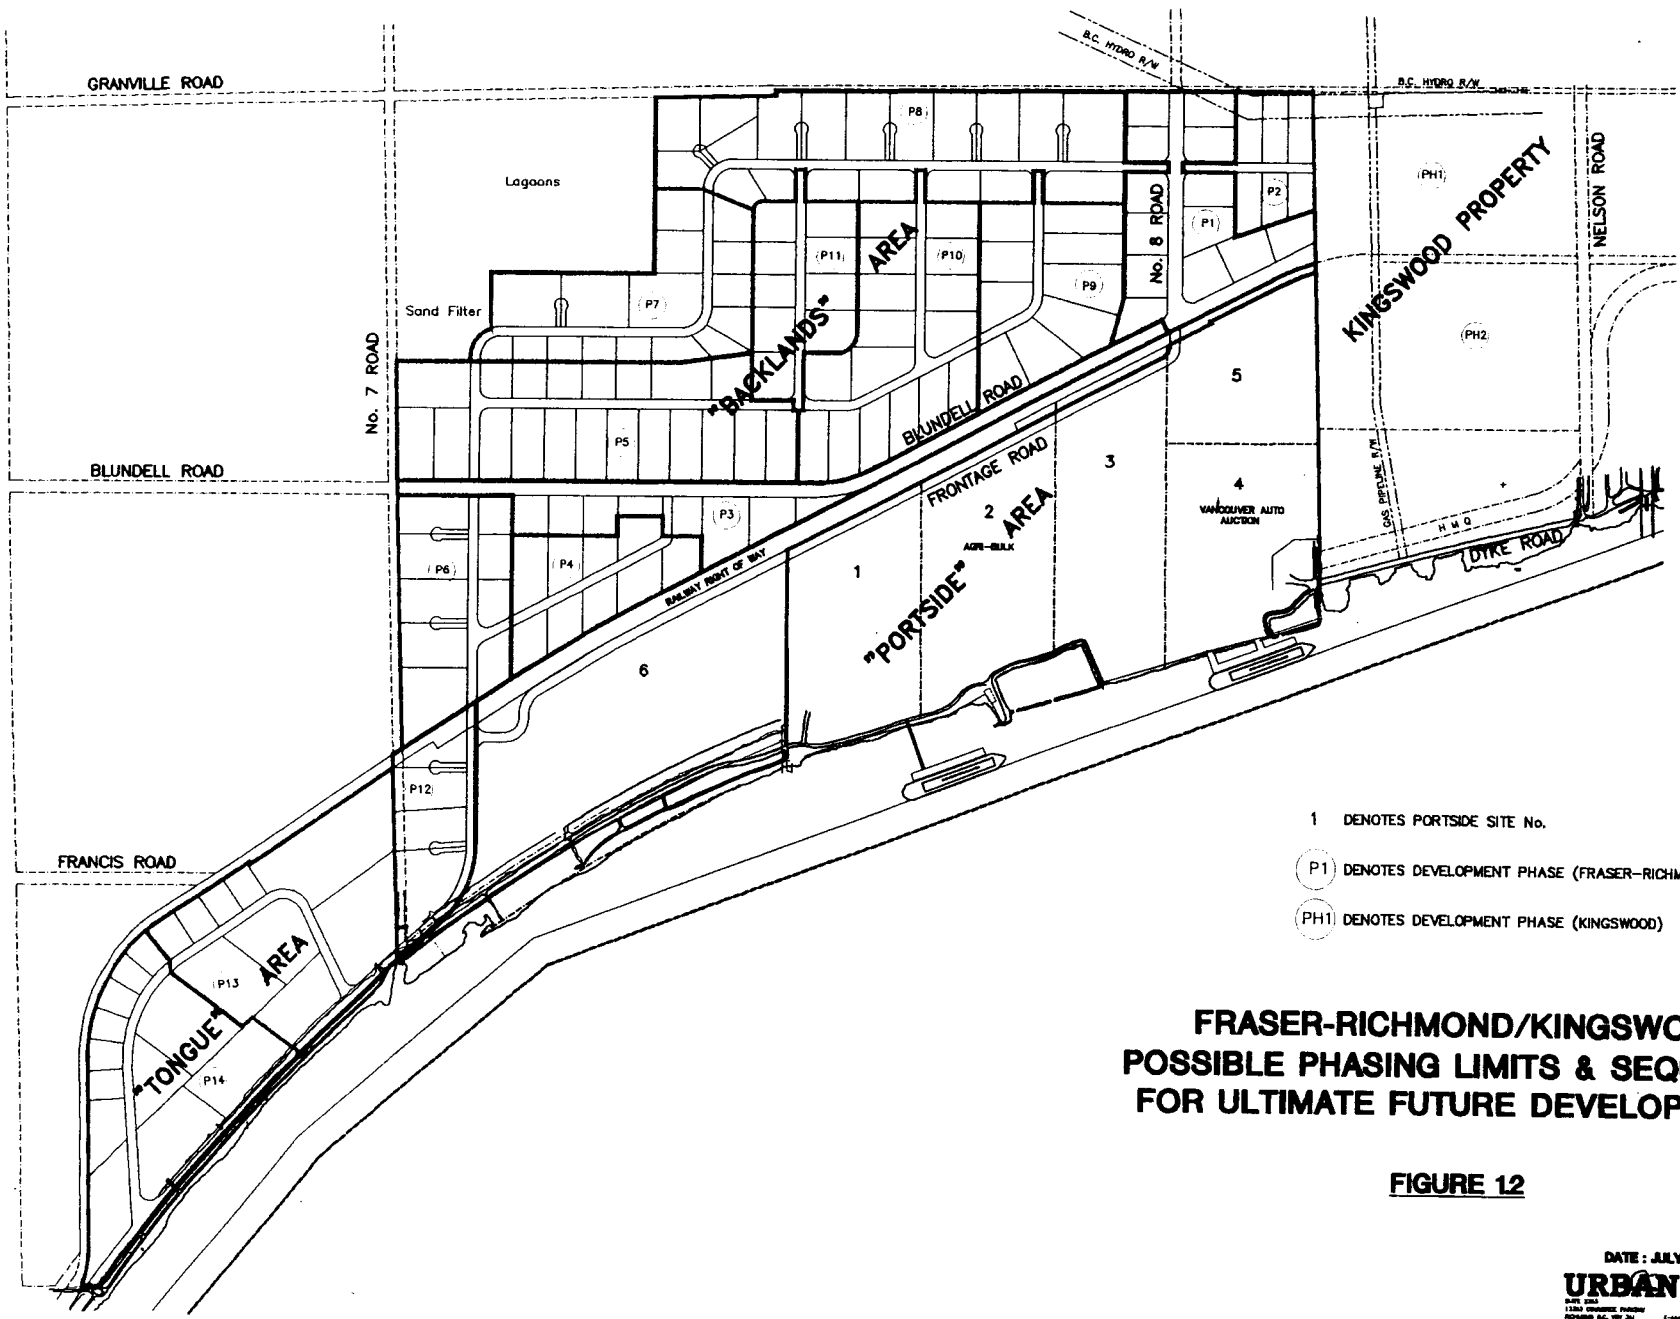 B.C. HYDRO R/W
B.C. HYDRO R/W
GRANVILLE ROAD
P8
Lagoons
PH1
NELSON ROAD
P2
P1
No. 8 ROAD
KINGSWOOD PROPERTY
"BACKLANDS" AREA
P11
P10
P9
P7
Sand Filter
PH2
No. 7 ROAD
5
BLUNDELL ROAD
P5
FRONTAGE ROAD
3
BLUNDELL ROAD
GAS PIPELINE R/W
4
VANCOUVER AUTO
AUCTION
P3
2
AGRI-BULK
"PORTSIDE" AREA
H M Q
DYKE ROAD
P6
P4
RAILWAY RIGHT OF WAY
1
6
P12
FRANCIS ROAD
"TONGUE" AREA
P13
P14
1 DENOTES PORTSIDE SITE No.
P1 DENOTES DEVELOPMENT PHASE (FRASER-RICHM
PH1 DENOTES DEVELOPMENT PHASE (KINGSWOOD)
FRASER-RICHMOND/KINGSWO
POSSIBLE PHASING LIMITS & SEQ
FOR ULTIMATE FUTURE DEVELOP
FIGURE 1.2
DATE : JULY
URBAN